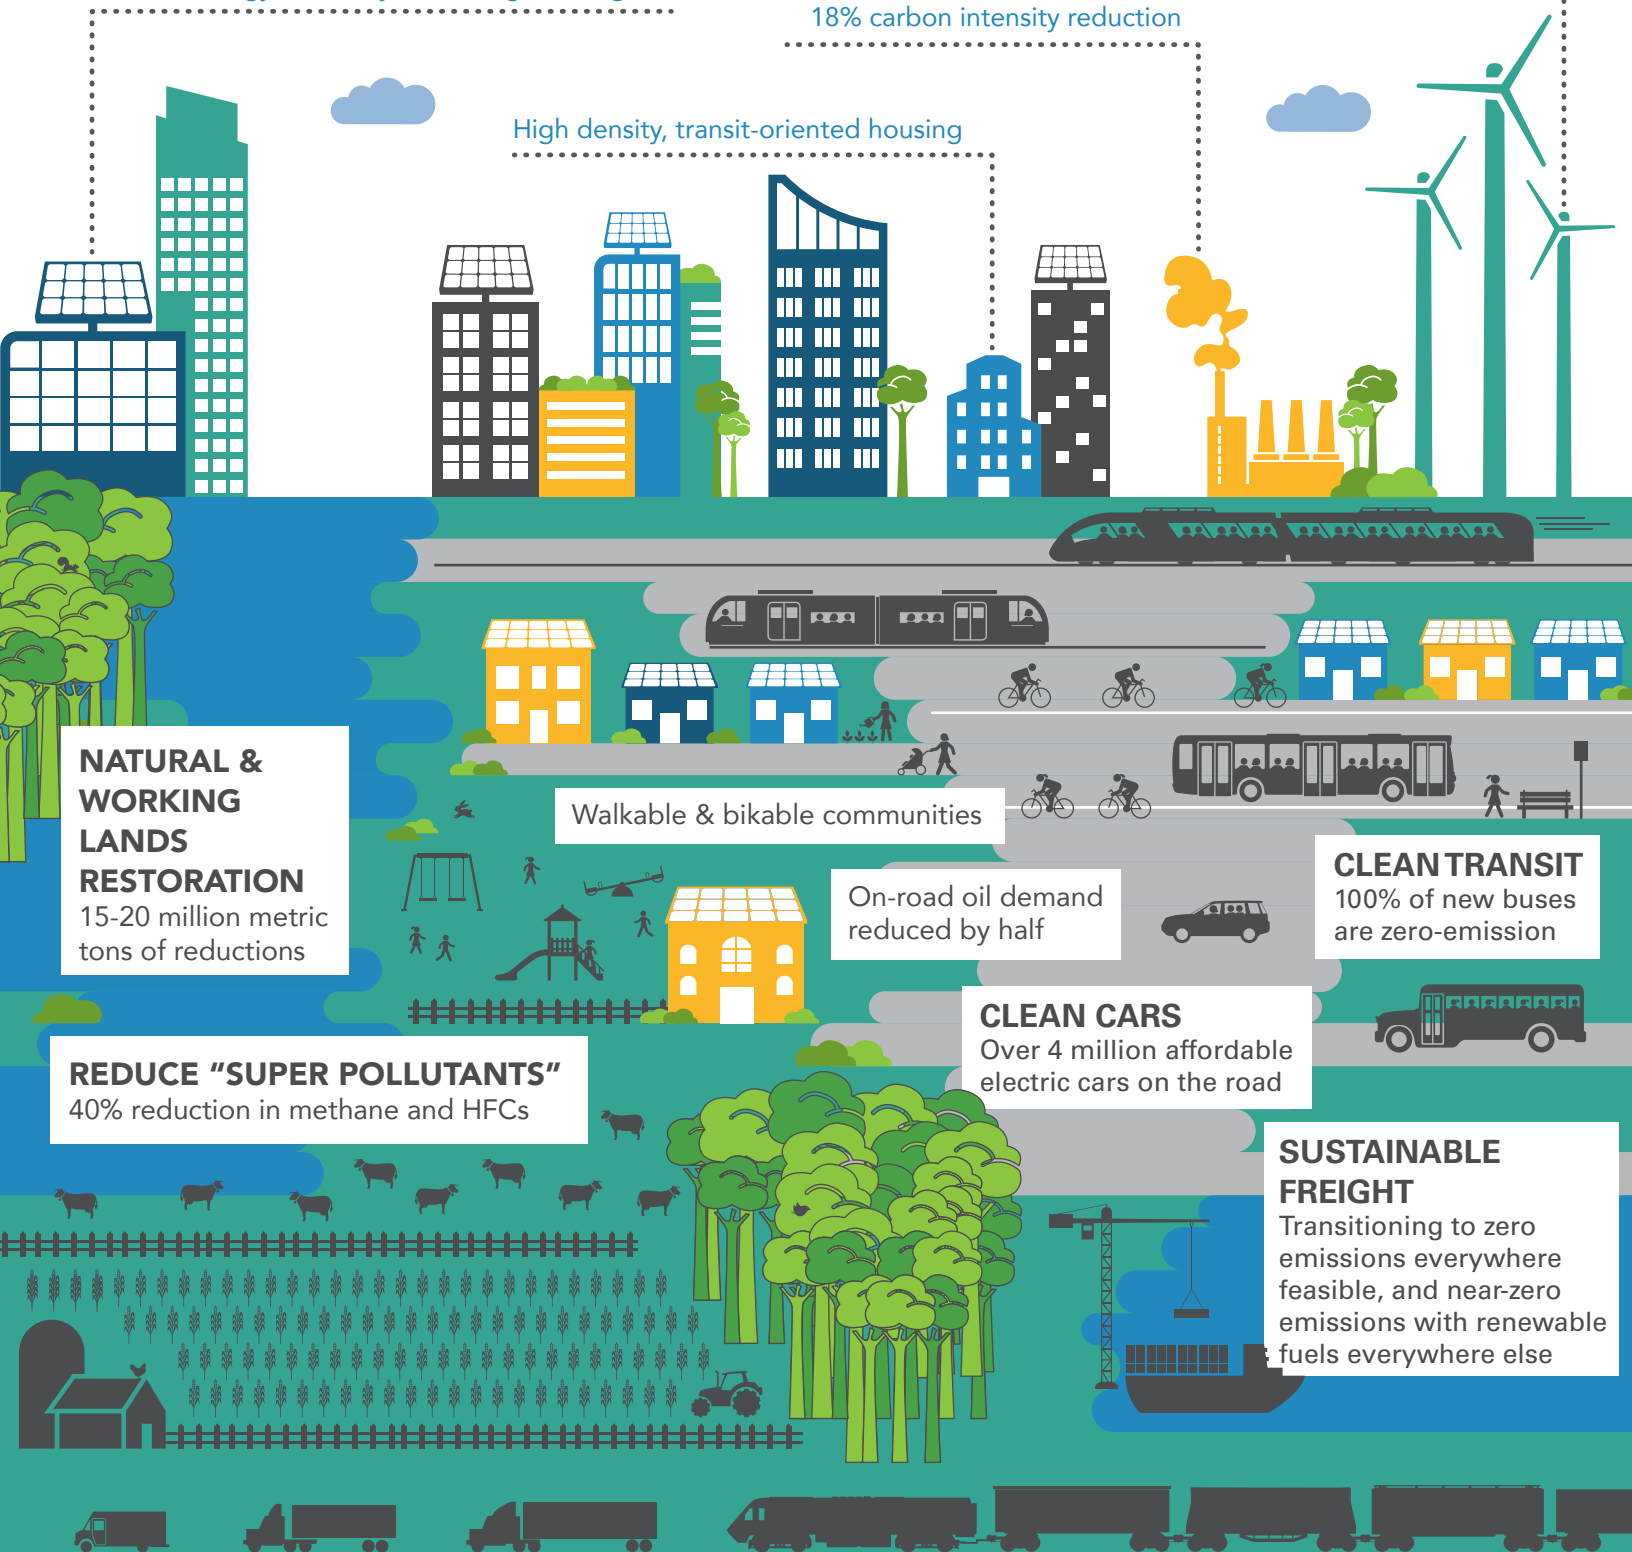 18% carbon intensity reduction
High density, transit-oriented housing
NATURAL &
WORKING
LANDS
RESTORATION
15-20 million metric
tons of reductions
Walkable & bikable communities
On-road oil demand
reduced by half
CLEAN TRANSIT
100% of new buses
are zero-emission
CLEAN CARS
Over 4 million affordable
electric cars on the road
REDUCE “SUPER POLLUTANTS”
40% reduction in methane and HFCs
SUSTAINABLE
FREIGHT
Transitioning to zero
emissions everywhere
feasible, and near-zero
emissions with renewable
fuels everywhere else